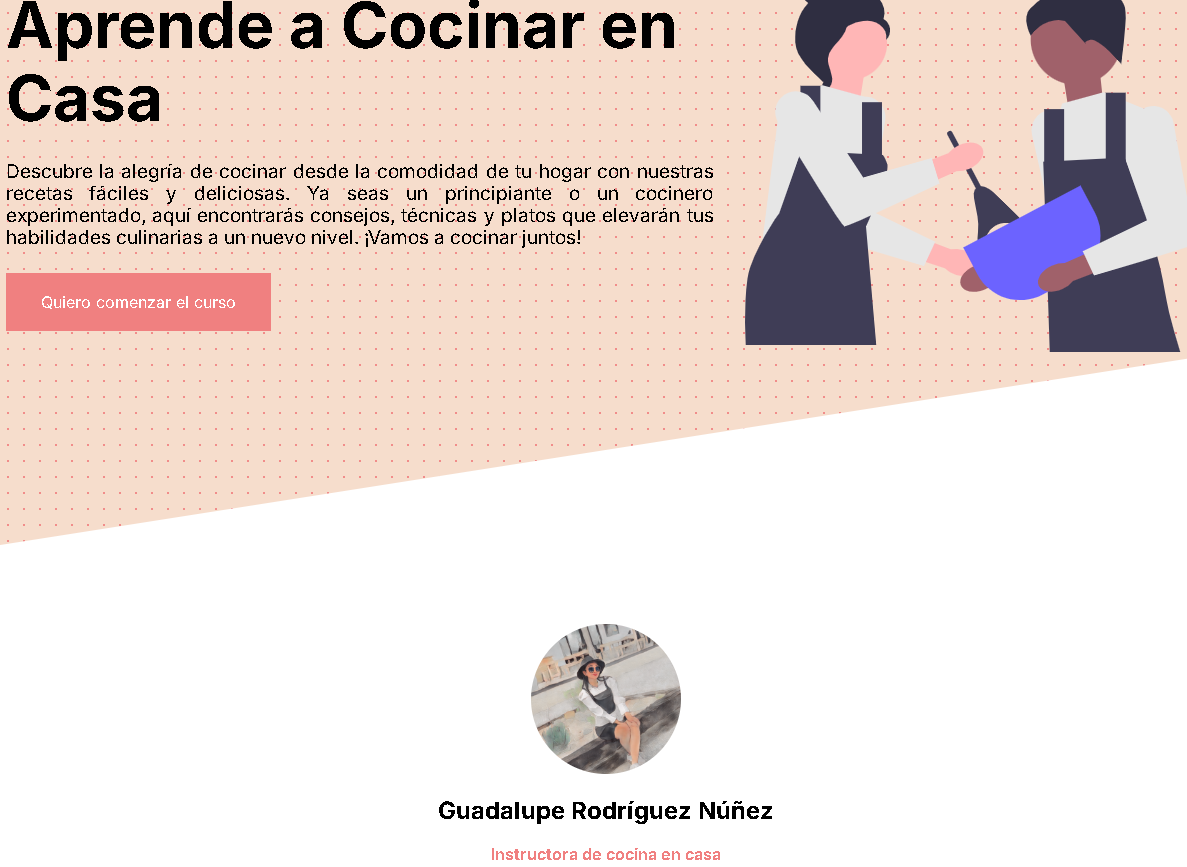 Aprende a Cocinar en
Casa
Descubre la alegría de cocinar desde la comodidad de tu hogar con nuestras
recetas fáciles y deliciosas. Ya seas un principiante o un cocinero
experimentado, aquí encontrarás consejos, técnicas y platos que elevarán tus
habilidades culinarias a un nuevo nivel. ¡Vamos a cocinar juntos!
Quiero comenzar el curso
Guadalupe Rodríguez Núñez
Instructora de cocina en casa